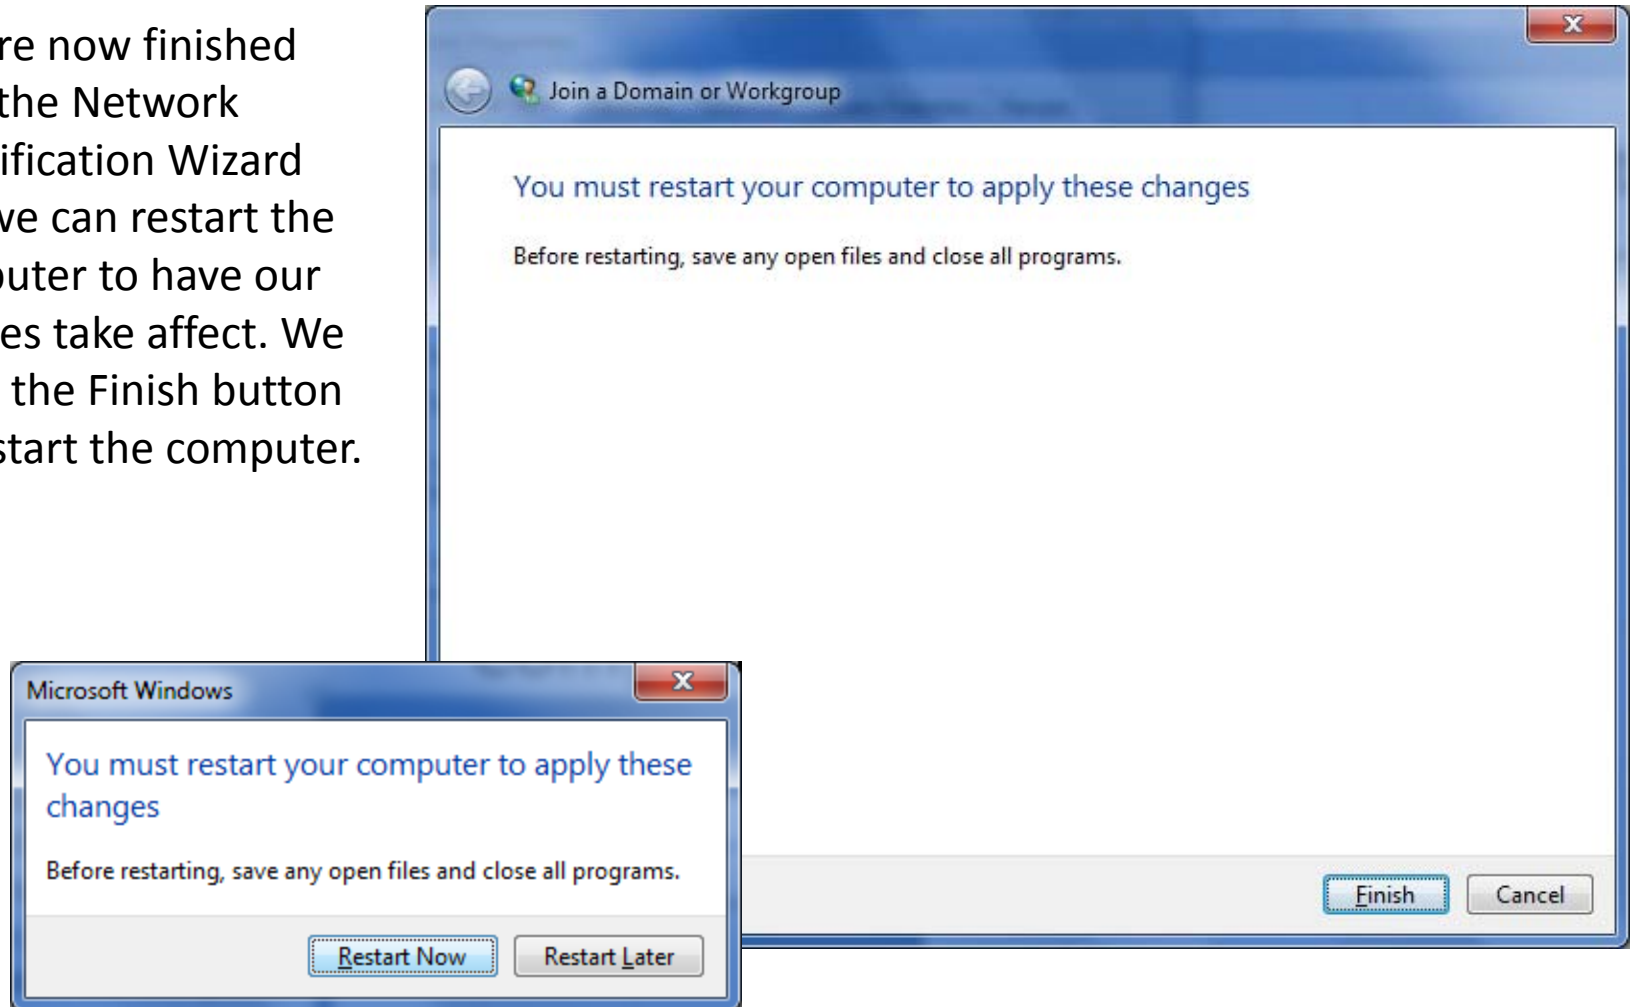 re now finished
the Network
ification Wizard
we can restart the
puter to have our
es take affect. We
the Finish button
start the computer.
Join a Domain or Workgroup
You must restart your computer to apply these changes
Before restarting, save any open files and close all programs.
Finish Cancel
Microsoft Windows
You must restart your computer to apply these
changes
Before restarting, save any open files and close all programs.
Restart Now Restart Later